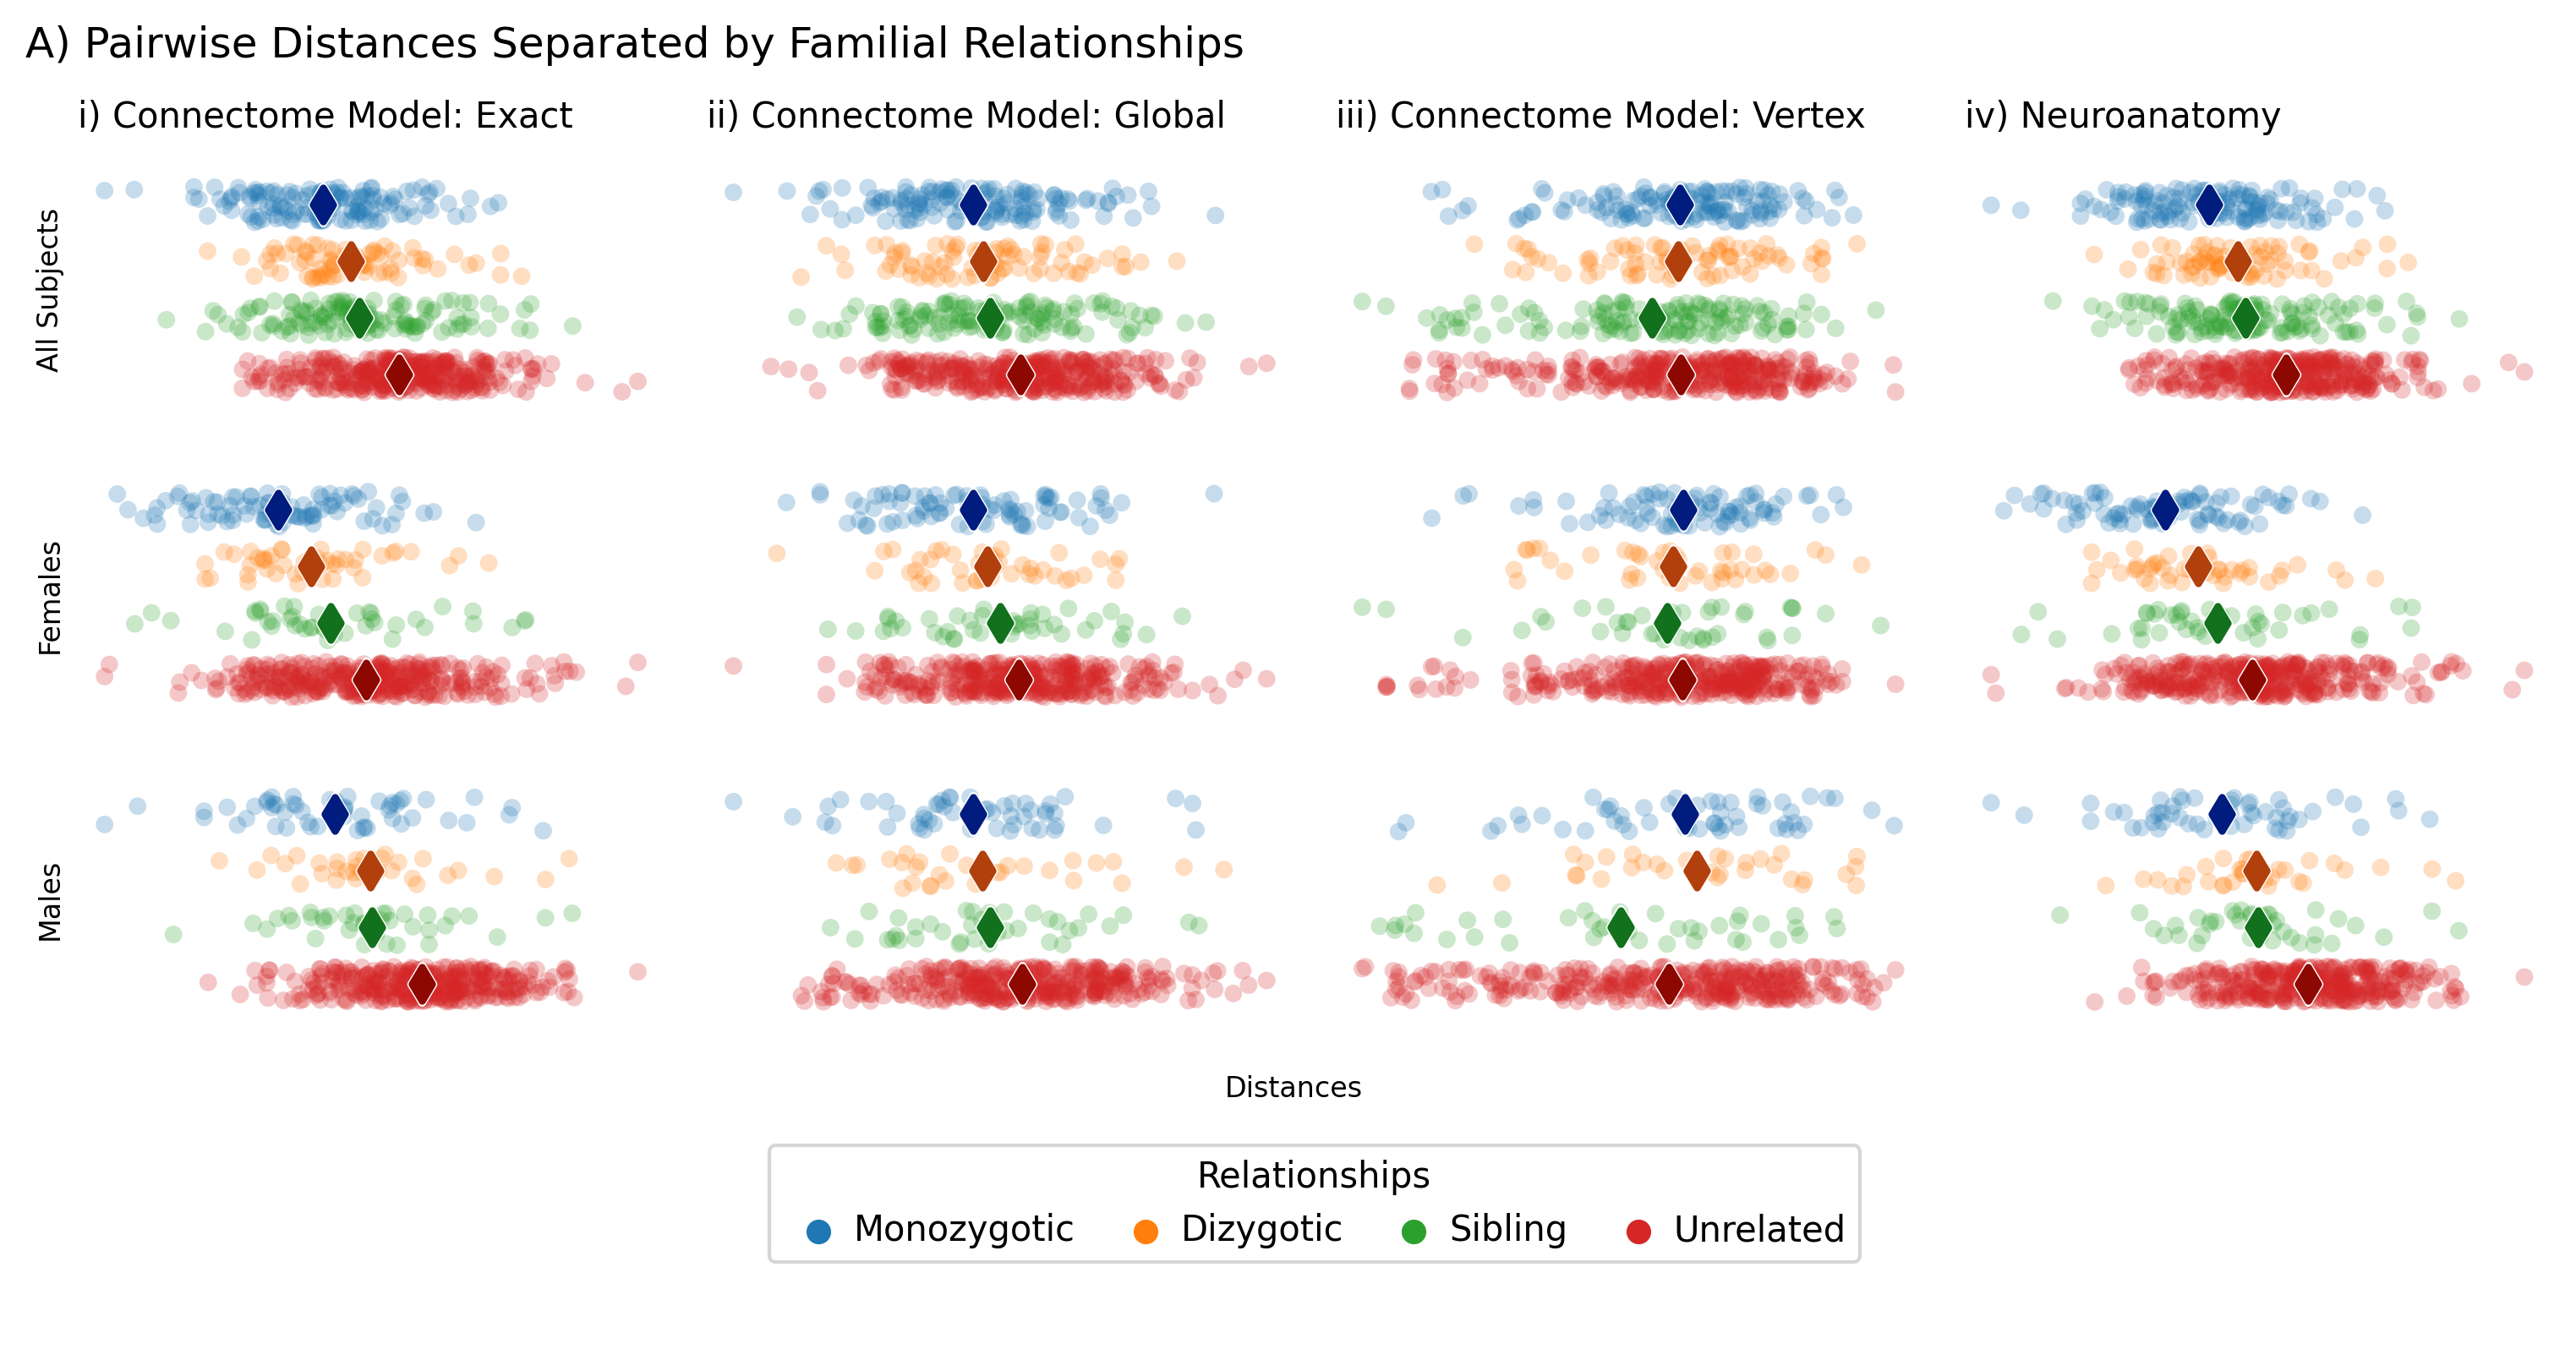 A) Pairwise Distances Separated by Familial Relationships
i) Connectome Model: Exact
ii) Connectome Model: Global
iii) Connectome Model: Vertex
iv) Neuroanatomy
All Subjects
Females
Males
Distances
Relationships
Monozygotic Dizygotic Sibling Unrelated